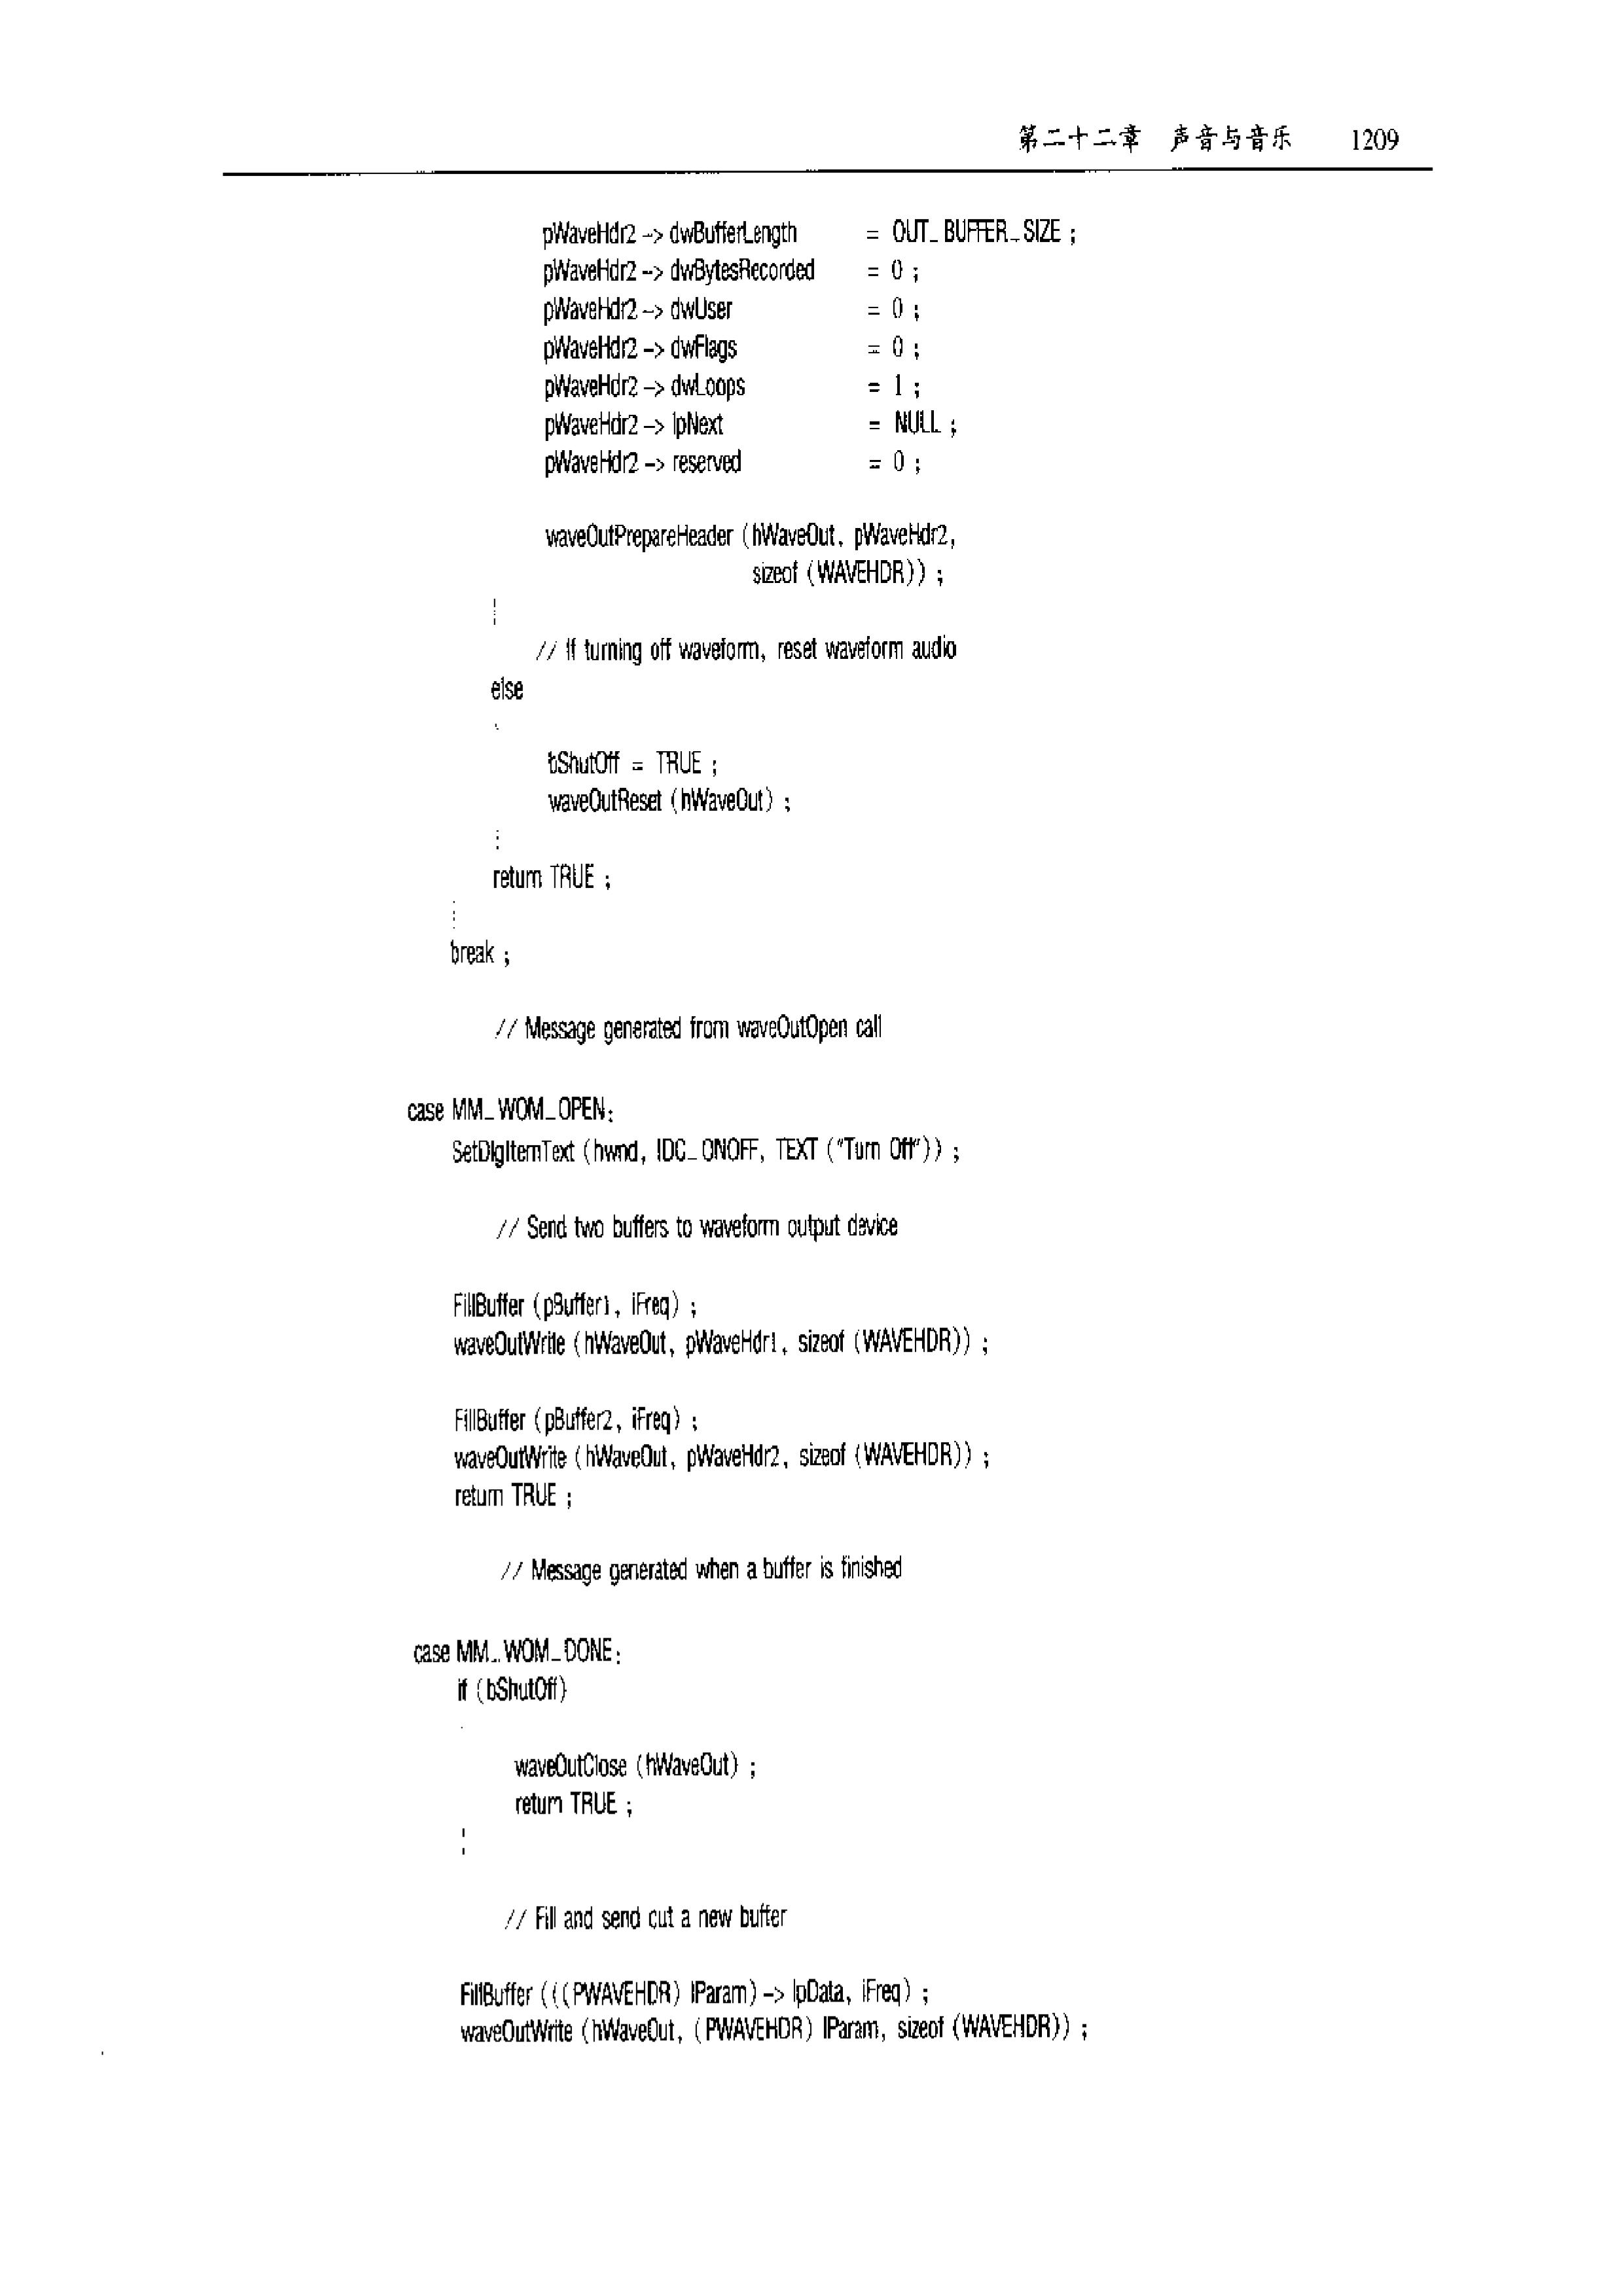 第二十二章 声音与音乐 1209
pWaveHdr2 -> dwBufferLength = OUT_BUFFER_SIZE ;
pWaveHdr2 -> dwBytesRecorded = 0 ;
pWaveHdr2 -> dwUser = 0 ;
pWaveHdr2 -> dwFlags = 0 ;
pWaveHdr2 -> dwLoops = 1 ;
pWaveHdr2 -> lpNext = NULL ;
pWaveHdr2 -> reserved = 0 ;
waveOutPrepareHeader (hWaveOut, pWaveHdr2,
sizeof (WAVEHDR)) ;
// If turning off waveform, reset waveform audio
else
bShutOff = TRUE ;
waveOutReset (hWaveOut) ;
return TRUE ;
break ;
// Message generated from waveOutOpen call
case MM_WOM_OPEN:
SetDlgItemText (hwnd, IDC_ONOFF, TEXT ("Turn Off")) ;
// Send two buffers to waveform output device
FillBuffer (pBuffer1, iFreq) ;
waveOutWrite (hWaveOut, pWaveHdr1, sizeof (WAVEHDR)) ;
FillBuffer (pBuffer2, iFreq) ;
waveOutWrite (hWaveOut, pWaveHdr2, sizeof (WAVEHDR)) ;
return TRUE ;
// Message generated when a buffer is finished
case MM_WOM_DONE:
if (bShutOff)
waveOutClose (hWaveOut) ;
return TRUE ;
// Fill and send out a new buffer
FillBuffer (((PWAVEHDR) lParam) -> lpData, iFreq) ;
waveOutWrite (hWaveOut, (PWAVEHDR) lParam, sizeof (WAVEHDR)) ;